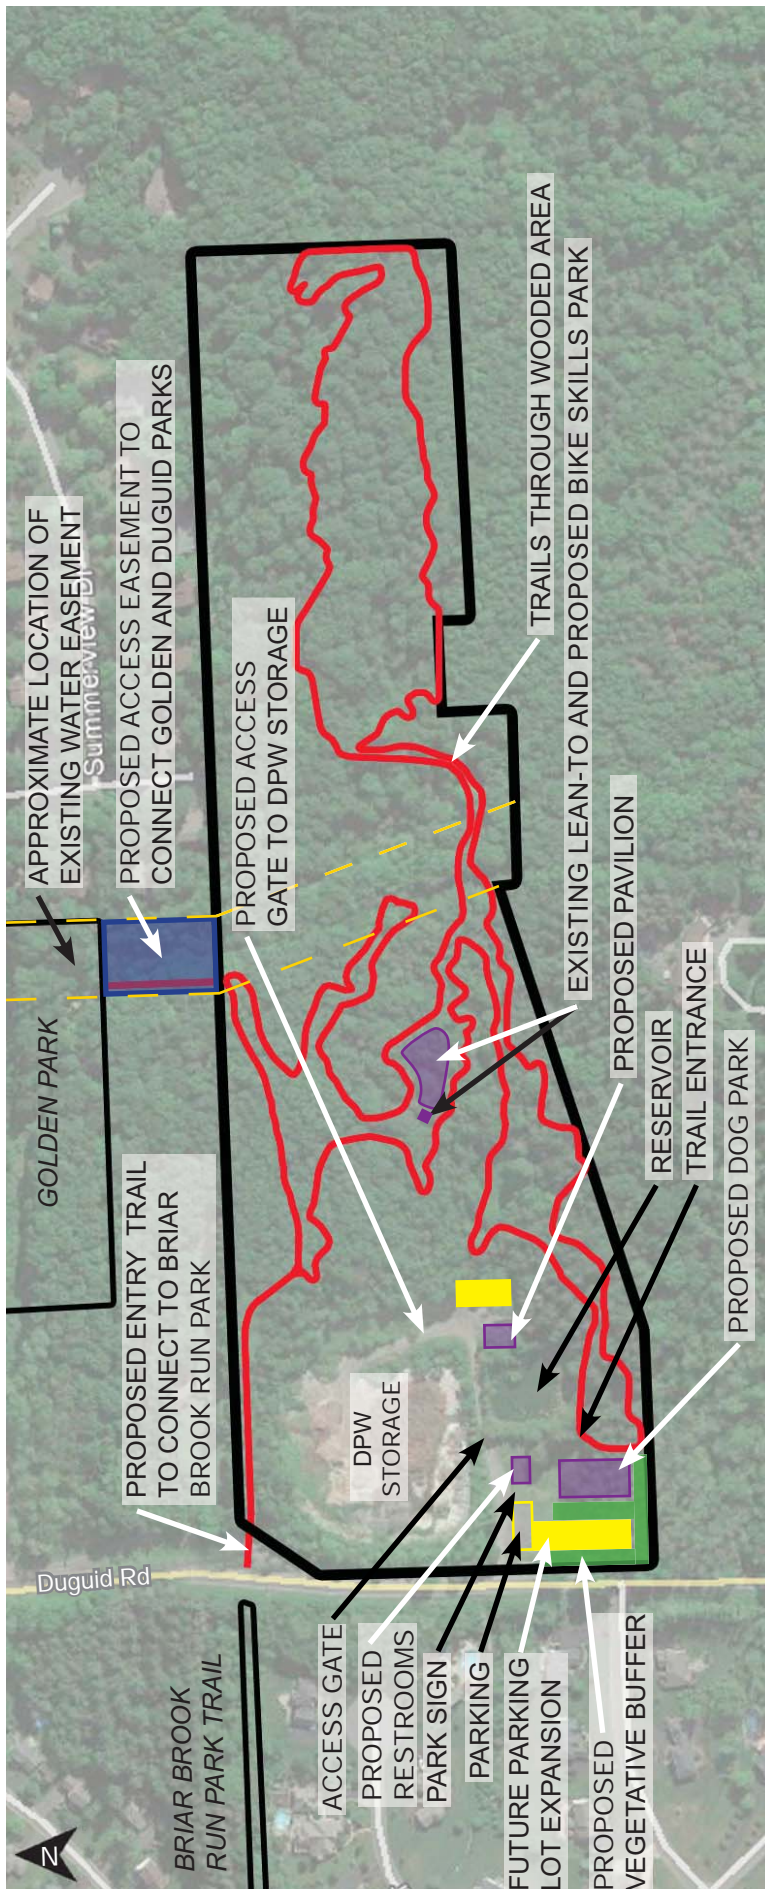 APPROXIMATE LOCATION OF
EXISTING WATER EASEMENT
Summerview Dr
PROPOSED ACCESS EASEMENT TO
CONNECT GOLDEN AND DUGUID PARKS
PROPOSED ACCESS
GATE TO DPW STORAGE
TRAILS THROUGH WOODED AREA
EXISTING LEAN-TO AND PROPOSED BIKE SKILLS PARK
PROPOSED PAVILION
RESERVOIR
TRAIL ENTRANCE
PROPOSED DOG PARK
GOLDEN PARK
PROPOSED ENTRY TRAIL
TO CONNECT TO BRIAR
BROOK RUN PARK
DPW
STORAGE
Duguid Rd
BRIAR BROOK
RUN PARK TRAIL
ACCESS GATE
PROPOSED
RESTROOMS
PARK SIGN
PARKING
FUTURE PARKING
LOT EXPANSION
PROPOSED
VEGETATIVE BUFFER
N